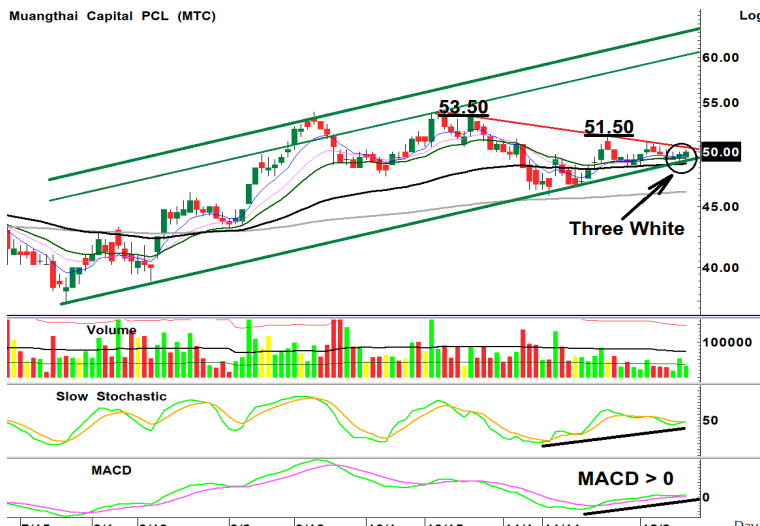 Muangthai Capital PCL (MTC)
Log
60.00
55.00
53.50
51.50
50.00
45.00
Three White
40.00
Volume
100000
Slow Stochastic
50
MACD
MACD > 0
0